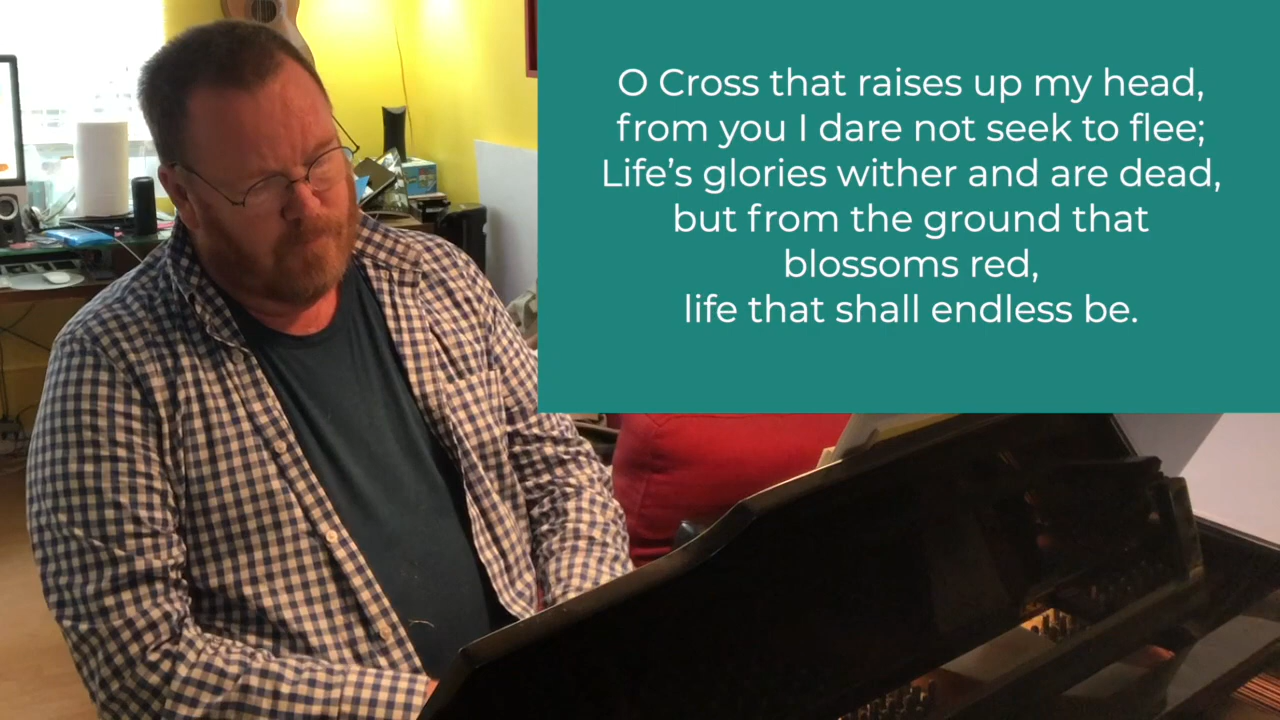 O Cross that raises up my head,
from you I dare not seek to flee;
Life’s glories wither and are dead,
but from the ground that
blossoms red,
life that shall endless be.